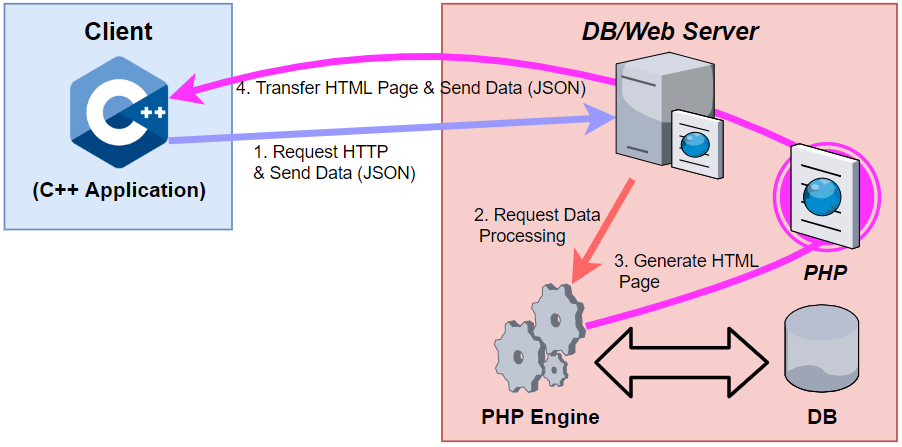 Client
DB/Web Server
++
4. Transfer HTML Page & Send Data (JSON)
1. Request HTTP
& Send Data (JSON)
(C++ Application)
2. Request Data
Processing
3. Generate HTML
Page
PHP
PHP Engine
DB